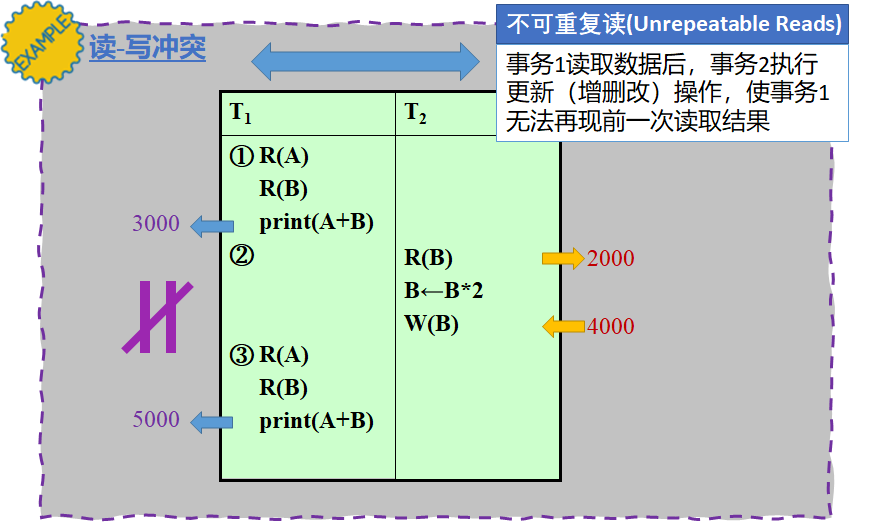 EXAMPLE
读-写冲突
不可重复读(Unrepeatable Reads)
事务1读取数据后，事务2执行
更新（增删改）操作，使事务1
无法再现前一次读取结果
T₁ T₂
① R(A)
R(B)
3000 print(A+B)
② R(B) 2000
B←B*2
W(B) 4000
③ R(A)
R(B)
5000 print(A+B)